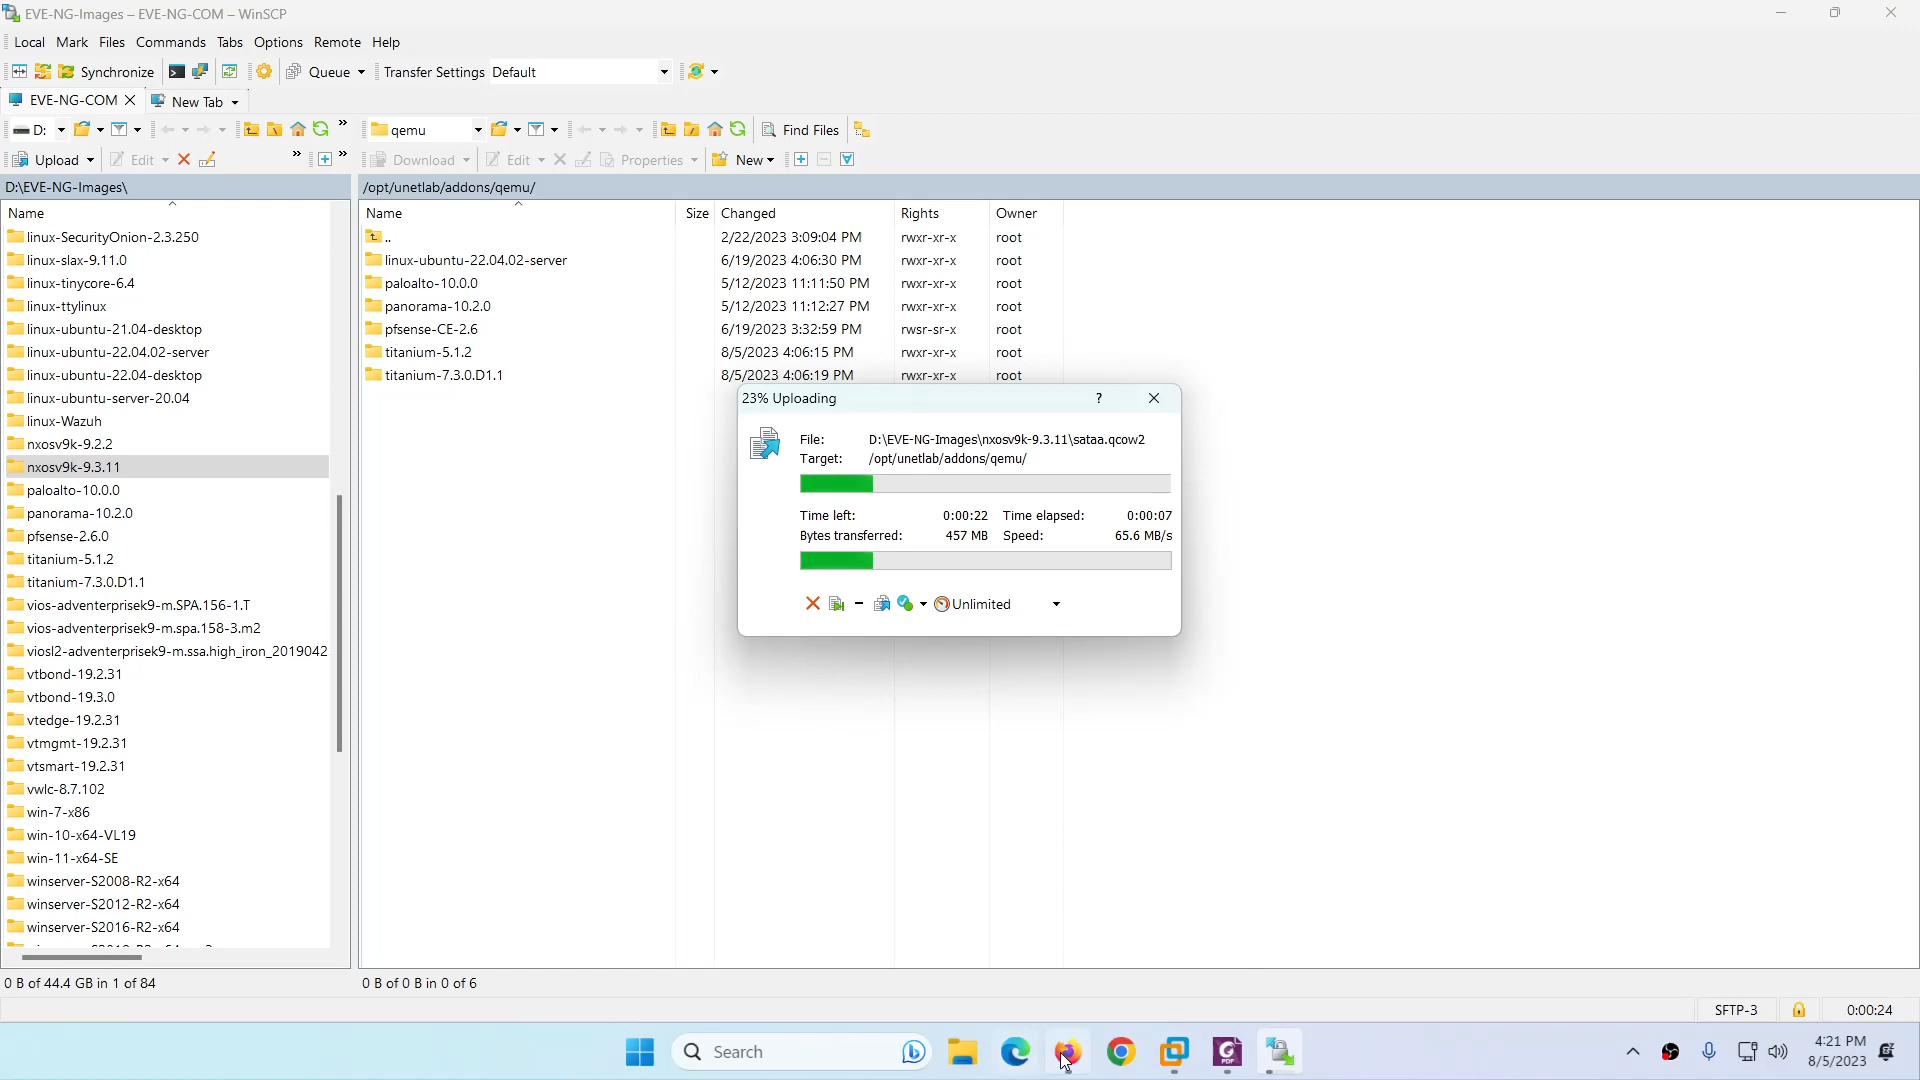 EVE-NG-Images – EVE-NG-COM – WinSCP
Local Mark Files Commands Tabs Options Remote Help
Synchronize Queue Transfer Settings Default
EVE-NG-COM New Tab
D: qemu Find Files
Upload Edit Download Edit Properties New
D:\EVE-NG-Images\
Name
linux-SecurityOnion-2.3.250
linux-slax-9.11.0
linux-tinycore-6.4
linux-ttylinux
linux-ubuntu-21.04-desktop
linux-ubuntu-22.04.02-server
linux-ubuntu-22.04-desktop
linux-ubuntu-server-20.04
linux-Wazuh
nxosv9k-9.2.2
nxosv9k-9.3.11
paloalto-10.0.0
panorama-10.2.0
pfsense-2.6.0
titanium-5.1.2
titanium-7.3.0.D1.1
vios-adventerprisek9-m.SPA.156-1.T
vios-adventerprisek9-m.spa.158-3.m2
viosl2-adventerprisek9-m.ssa.high_iron_2019042
vtbond-19.2.31
vtbond-19.3.0
vtedge-19.2.31
vtmgmt-19.2.31
vtsmart-19.2.31
vwlc-8.7.102
win-7-x86
win-10-x64-VL19
win-11-x64-SE
winserver-S2008-R2-x64
winserver-S2012-R2-x64
winserver-S2016-R2-x64
/opt/unetlab/addons/qemu/
Name Size Changed Rights Owner
.. 2/22/2023 3:09:04 PM rwxr-xr-x root
linux-ubuntu-22.04.02-server 6/19/2023 4:06:30 PM rwxr-xr-x root
paloalto-10.0.0 5/12/2023 11:11:50 PM rwxr-xr-x root
panorama-10.2.0 5/12/2023 11:12:27 PM rwxr-xr-x root
pfsense-CE-2.6 6/19/2023 3:32:59 PM rwsr-sr-x root
titanium-5.1.2 8/5/2023 4:06:15 PM rwxr-xr-x root
titanium-7.3.0.D1.1 8/5/2023 4:06:19 PM rwxr-xr-x root
23% Uploading ?
File: D:\EVE-NG-Images\nxosv9k-9.3.11\sataa.qcow2
Target: /opt/unetlab/addons/qemu/
Time left: 0:00:22 Time elapsed: 0:00:07
Bytes transferred: 457 MB Speed: 65.6 MB/s
Unlimited
0 B of 44.4 GB in 1 of 84
0 B of 0 B in 0 of 6
SFTP-3 0:00:24
Search
4:21 PM
8/5/2023